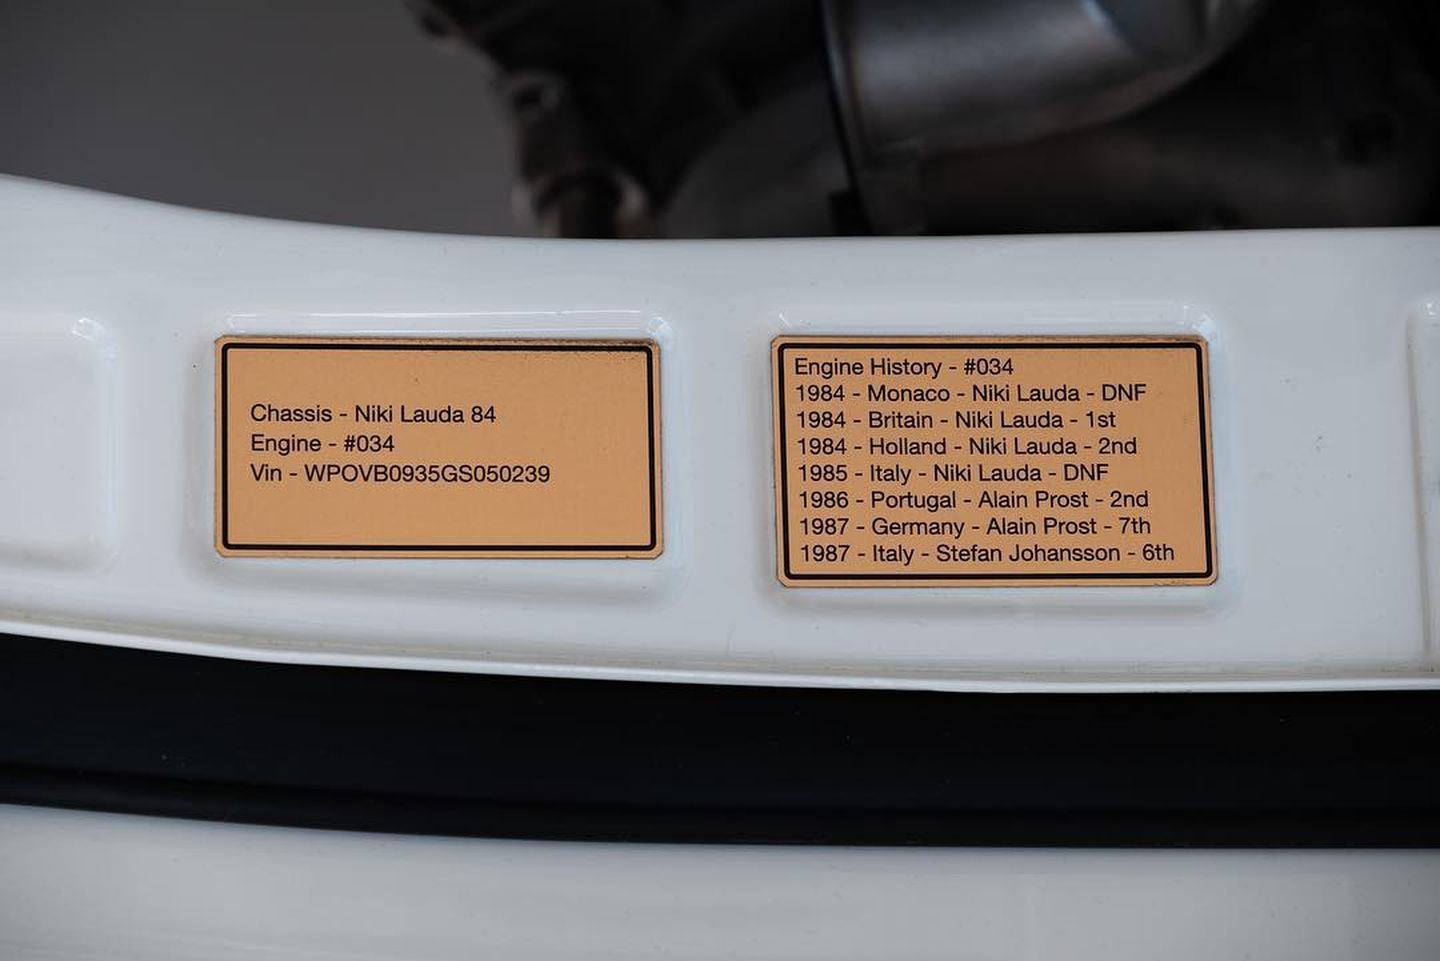 Chassis - Niki Lauda 84
Engine - #034
Vin - WPOVB0935GS050239
Engine History - #034
1984 - Monaco - Niki Lauda - DNF
1984 - Britain - Niki Lauda - 1st
1984 - Holland - Niki Lauda - 2nd
1985 - Italy - Niki Lauda - DNF
1986 - Portugal - Alain Prost - 2nd
1987 - Germany - Alain Prost - 7th
1987 - Italy - Stefan Johansson - 6th